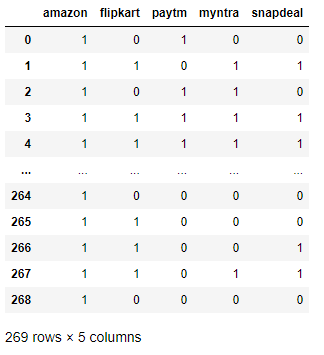 amazon flipkart paytm myntra snapdeal
0 1 0 1 0 0
1 1 1 0 1 1
2 1 0 1 1 0
3 1 1 1 1 1
4 1 1 1 1 1
... ... ... ... ... ...
264 1 0 0 0 0
265 1 1 0 0 0
266 1 1 0 0 1
267 1 1 0 1 1
268 1 0 0 0 0
269 rows × 5 columns